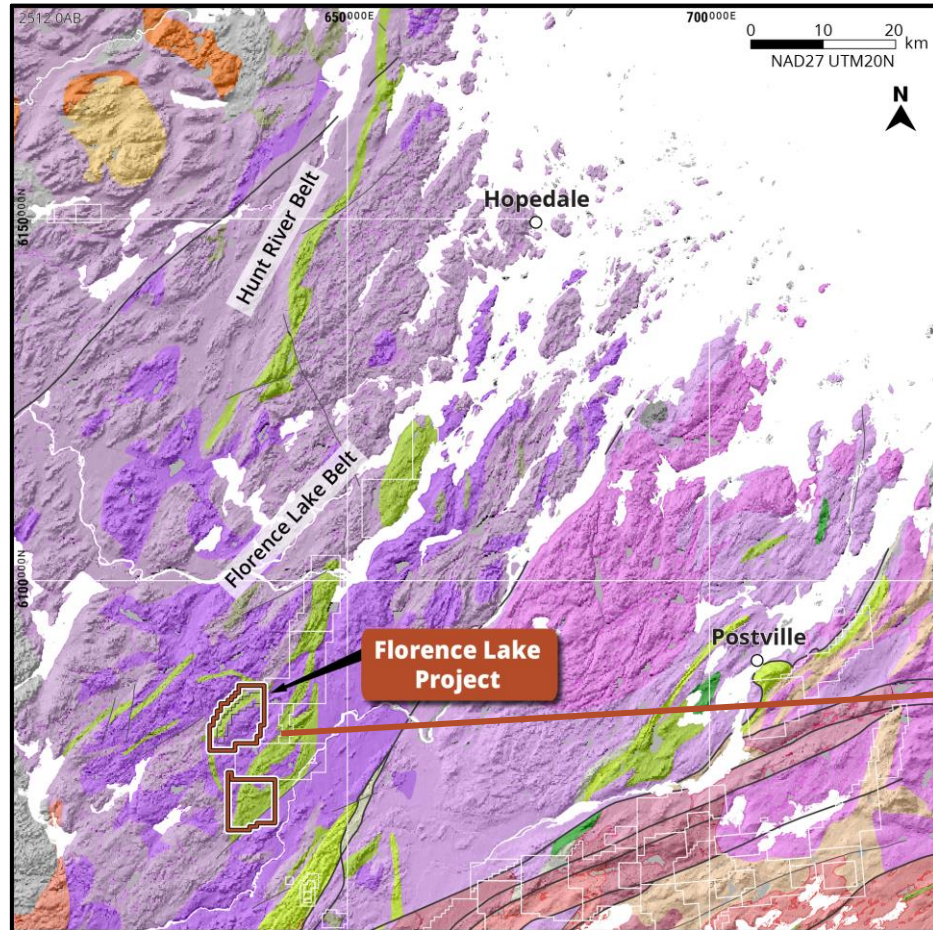 2512 0AB
650000E
700000E
0 10 20 km
NAD27 UTM20N
N
6150000N
Hopedale
Hunt River Belt
Florence Lake Belt
6100000N
Postville
Florence Lake
Project